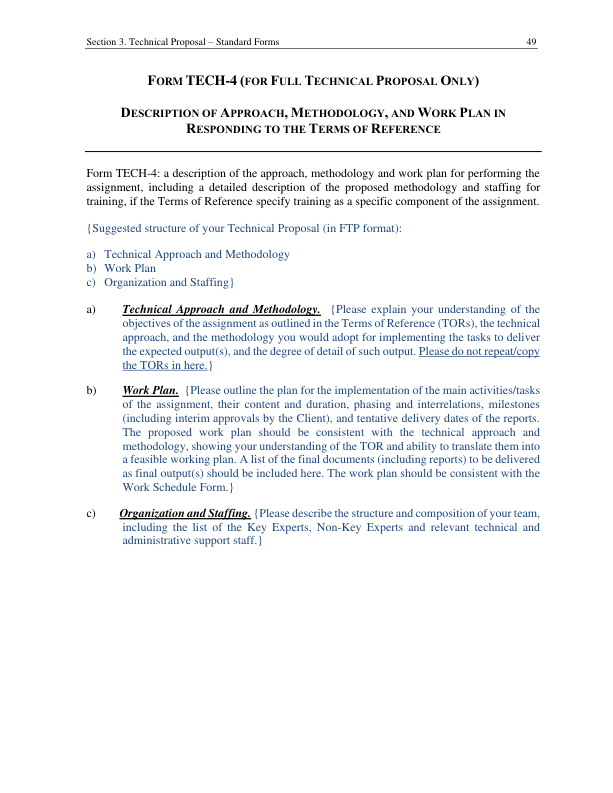 Section 3. Technical Proposal – Standard Forms 49
FORM TECH-4 (FOR FULL TECHNICAL PROPOSAL ONLY)
DESCRIPTION OF APPROACH, METHODOLOGY, AND WORK PLAN IN
RESPONDING TO THE TERMS OF REFERENCE
Form TECH-4: a description of the approach, methodology and work plan for performing the
assignment, including a detailed description of the proposed methodology and staffing for
training, if the Terms of Reference specify training as a specific component of the assignment.
{Suggested structure of your Technical Proposal (in FTP format):
a) Technical Approach and Methodology
b) Work Plan
c) Organization and Staffing}
a) Technical Approach and Methodology. {Please explain your understanding of the
objectives of the assignment as outlined in the Terms of Reference (TORs), the technical
approach, and the methodology you would adopt for implementing the tasks to deliver
the expected output(s), and the degree of detail of such output. Please do not repeat/copy
the TORs in here.}
b) Work Plan. {Please outline the plan for the implementation of the main activities/tasks
of the assignment, their content and duration, phasing and interrelations, milestones
(including interim approvals by the Client), and tentative delivery dates of the reports.
The proposed work plan should be consistent with the technical approach and
methodology, showing your understanding of the TOR and ability to translate them into
a feasible working plan. A list of the final documents (including reports) to be delivered
as final output(s) should be included here. The work plan should be consistent with the
Work Schedule Form.}
c) Organization and Staffing. {Please describe the structure and composition of your team,
including the list of the Key Experts, Non-Key Experts and relevant technical and
administrative support staff.}